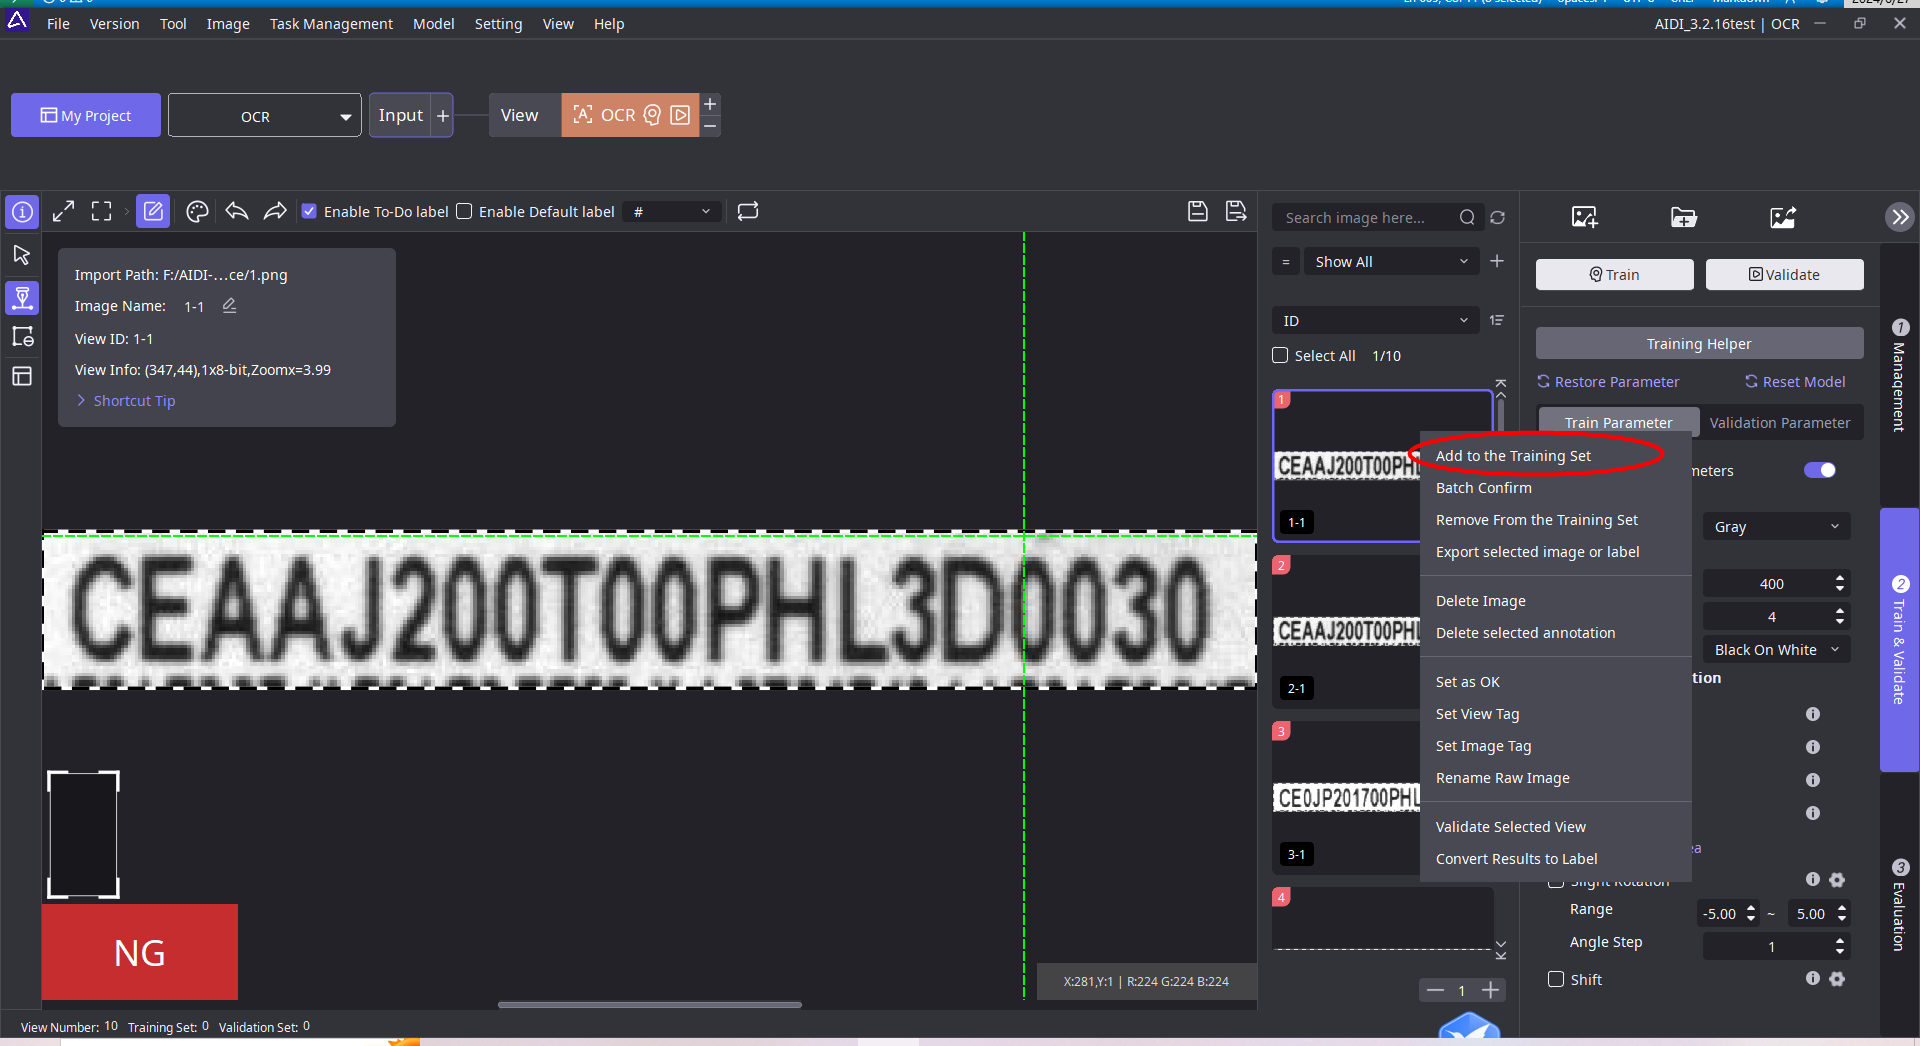 File Version Tool Image Task Management Model Setting View Help
AIDI_3.2.16test | OCR
My Project OCR Input + View OCR
Enable To-Do label Enable Default label #
Import Path: F:/AIDI-...ce/1.png
Image Name: 1-1
View ID: 1-1
View Info: (347,44),1x8-bit,Zoomx=3.99
> Shortcut Tip
CEAAJ200T00PHL3D0030
NG
X:281,Y:1 | R:224 G:224 B:224
View Number: 10 Training Set: 0 Validation Set: 0
Search image here...
= Show All +
ID
Select All 1/10
1
CEAAJ200T00PHL
1-1
2
CEAAJ200T00PHL
2-1
3
CE0JP201700PHL
3-1
4
1
Add to the Training Set
Batch Confirm
Remove From the Training Set
Export selected image or label
Delete Image
Delete selected annotation
Set as OK
Set View Tag
Set Image Tag
Rename Raw Image
Validate Selected View
Convert Results to Label
Train Validate
Training Helper
Restore Parameter Reset Model
Train Parameter Validation Parameter
meters
Gray
400
4
Black On White
tion
ea
Slight Rotation
Range -5.00 ~ 5.00
Angle Step 1
Shift
1 Management
2 Train & Validate
3 Evaluation